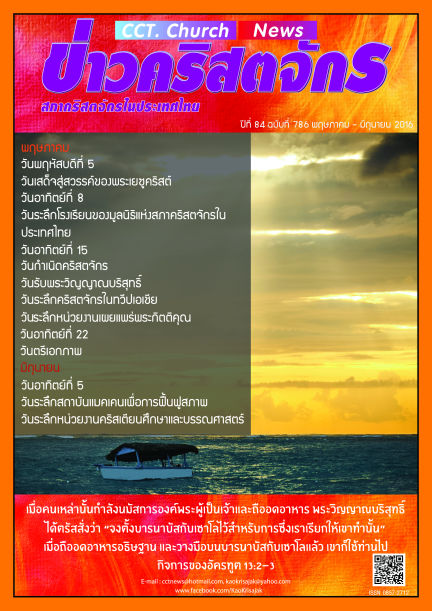 CCT. Church News
ข่าวคริสตจักร
สภาคริสตจักรในประเทศไทย
ปีที่ 84 ฉบับที่ 786 พฤษภาคม - มิถุนายน 2016
พฤษภาคม
วันพฤหัสบดีที่ 5
วันเสด็จสู่สวรรค์ของพระเยซูคริสต์
วันอาทิตย์ที่ 8
วันระลึกโรงเรียนของมูลนิธิแห่งสภาคริสตจักรใน
ประเทศไทย
วันอาทิตย์ที่ 15
วันกำเนิดคริสตจักร
วันรับพระวิญญาณบริสุทธิ์
วันระลึกคริสตจักรในทวีปเอเชีย
วันระลึกหน่วยงานเผยแพร่พระกิตติคุณ
วันอาทิตย์ที่ 22
วันตรีเอกภาพ
มิถุนายน
วันอาทิตย์ที่ 5
วันระลึกสถาบันแมคเคนเพื่อการฟื้นฟูสภาพ
วันระลึกหน่วยงานคริสเตียนศึกษาและบรรณศาสตร์
เมื่อคนเหล่านั้นกำลังนมัสการองค์พระผู้เป็นเจ้าและถืออดอาหาร พระวิญญาณบริสุทธิ์
ได้ตรัสสั่งว่า “จงตั้งบารนาบัสกับเซาโลไว้สำหรับการซึ่งเราเรียกให้เขาทำนั้น”
เมื่อถืออดอาหารอธิษฐาน และวางมือบนบารนาบัสกับเซาโลแล้ว เขาก็ใช้ท่านไป
กิจการของอัครทูต 13:2-3
E-mail : cctnews@hotmail.com, kaokrisajak@yahoo.com
www.facebook.com/KaoKrisajak
ISSN 0857-2712